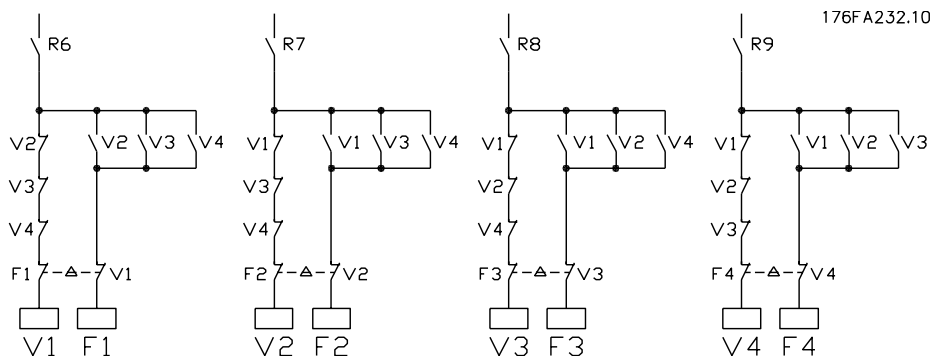 176FA232.10
R6 R7 R8 R9
V2 V2 V3 V4 V1 V1 V3 V4 V1 V1 V2 V4 V1 V1 V2 V3
V3 V3 V2 V2
V4 V4 V4 V3
F1 V1 F2 V2 F3 V3 F4 V4
V1 F1 V2 F2 V3 F3 V4 F4